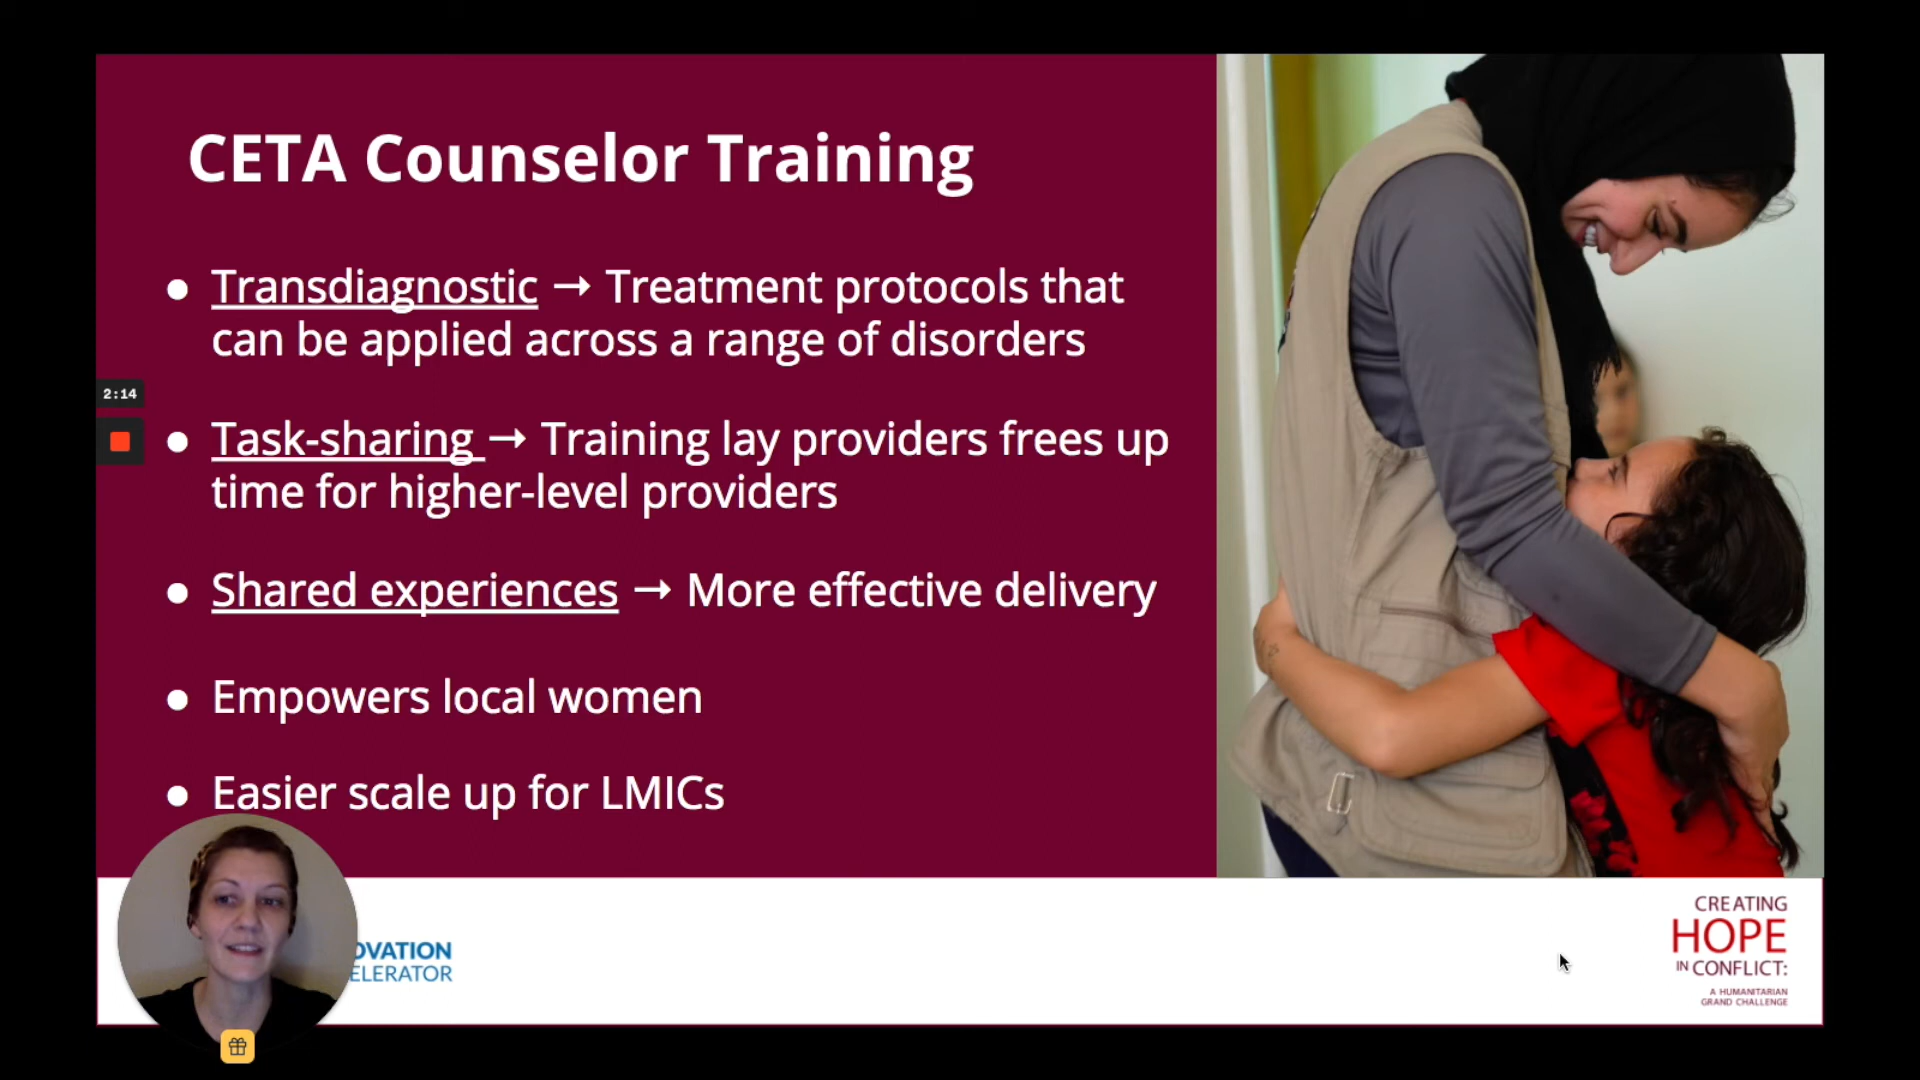 CETA Counselor Training
● Transdiagnostic → Treatment protocols that
can be applied across a range of disorders
2:14
● Task-sharing → Training lay providers frees up
time for higher-level providers
● Shared experiences → More effective delivery
● Empowers local women
● Easier scale up for LMICs
OVATION
ELERATOR
CREATING
HOPE
IN CONFLICT:
A HUMANITARIAN
GRAND CHALLENGE